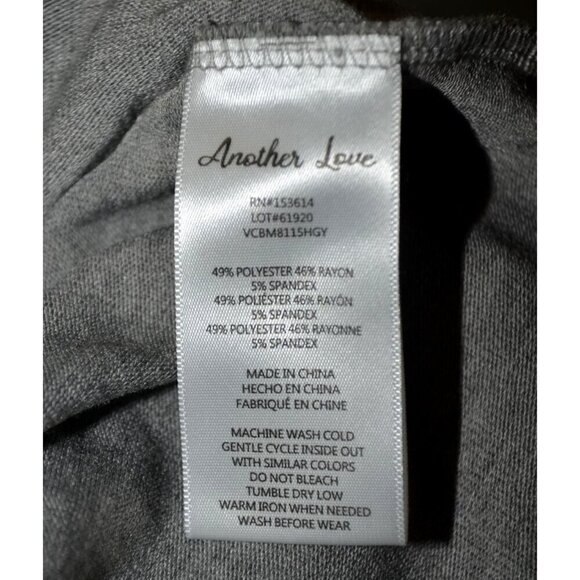 Another Love
RN#153614
LOT#61920
VCBM8115HGY
49% POLYESTER 46% RAYON
5% SPANDEX
49% POLIÉSTER 46% RAYÓN
5% SPANDEX
49% POLYESTER 46% RAYONNE
5% SPANDEX
MADE IN CHINA
HECHO EN CHINA
FABRIQUÉ EN CHINE
MACHINE WASH COLD
GENTLE CYCLE INSIDE OUT
WITH SIMILAR COLORS
DO NOT BLEACH
TUMBLE DRY LOW
WARM IRON WHEN NEEDED
WASH BEFORE WEAR